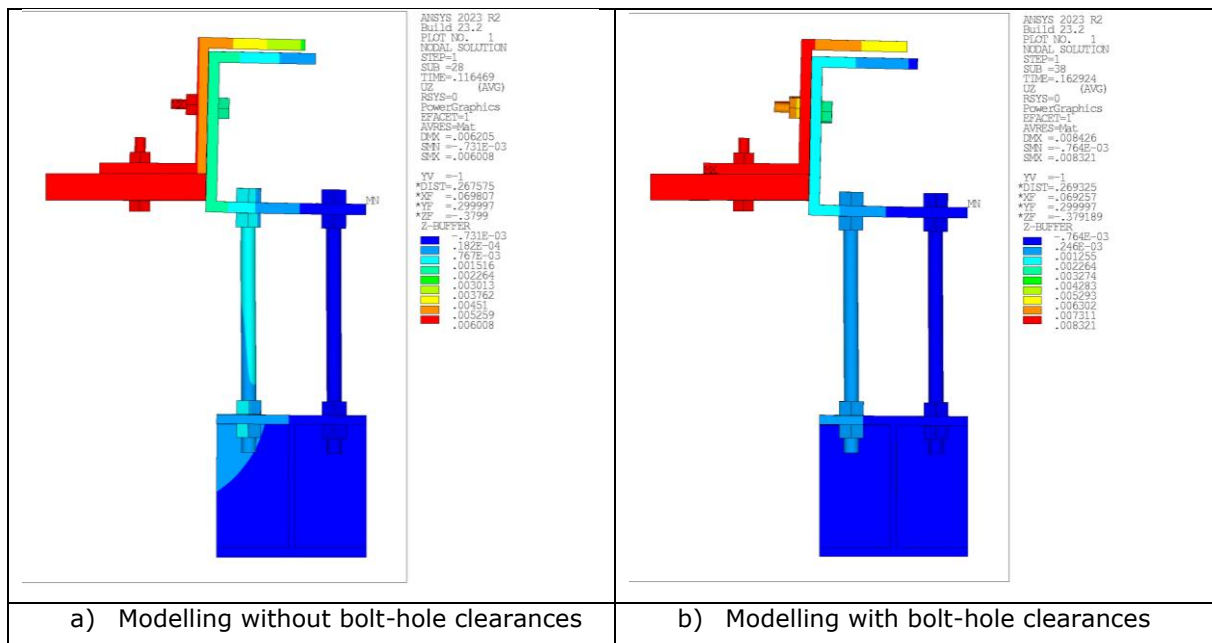 ANSYS 2023 R2
Build 23.2
PLOT NO. 1
NODAL SOLUTION
STEP=1
SUB =28
TIME=.116469
UZ (AVG)
RSYS=0
PowerGraphics
EFACET=1
AVRES=Mat
DMX =.006205
SMN =-.731E-03
SMX =.006008
YV =-1
*DIST=.267575
*XF =.069807
*YF =.299997
*ZF =-.3799
Z-BUFFER
-.731E-03
.182E-04
.767E-03
.001516
.002264
.003013
.003762
.00451
.005259
.006008
MN
a) Modelling without bolt-hole clearances
ANSYS 2023 R2
Build 23.2
PLOT NO. 1
NODAL SOLUTION
STEP=1
SUB =38
TIME=.162924
UZ (AVG)
RSYS=0
PowerGraphics
EFACET=1
AVRES=Mat
DMX =.008426
SMN =-.764E-03
SMX =.008321
YV =-1
*DIST=.269325
*XF =.069257
*YF =.299997
*ZF =-.379189
Z-BUFFER
-.764E-03
.246E-03
.001255
.002264
.003274
.004283
.005293
.006302
.007311
.008321
MN
b) Modelling with bolt-hole clearances